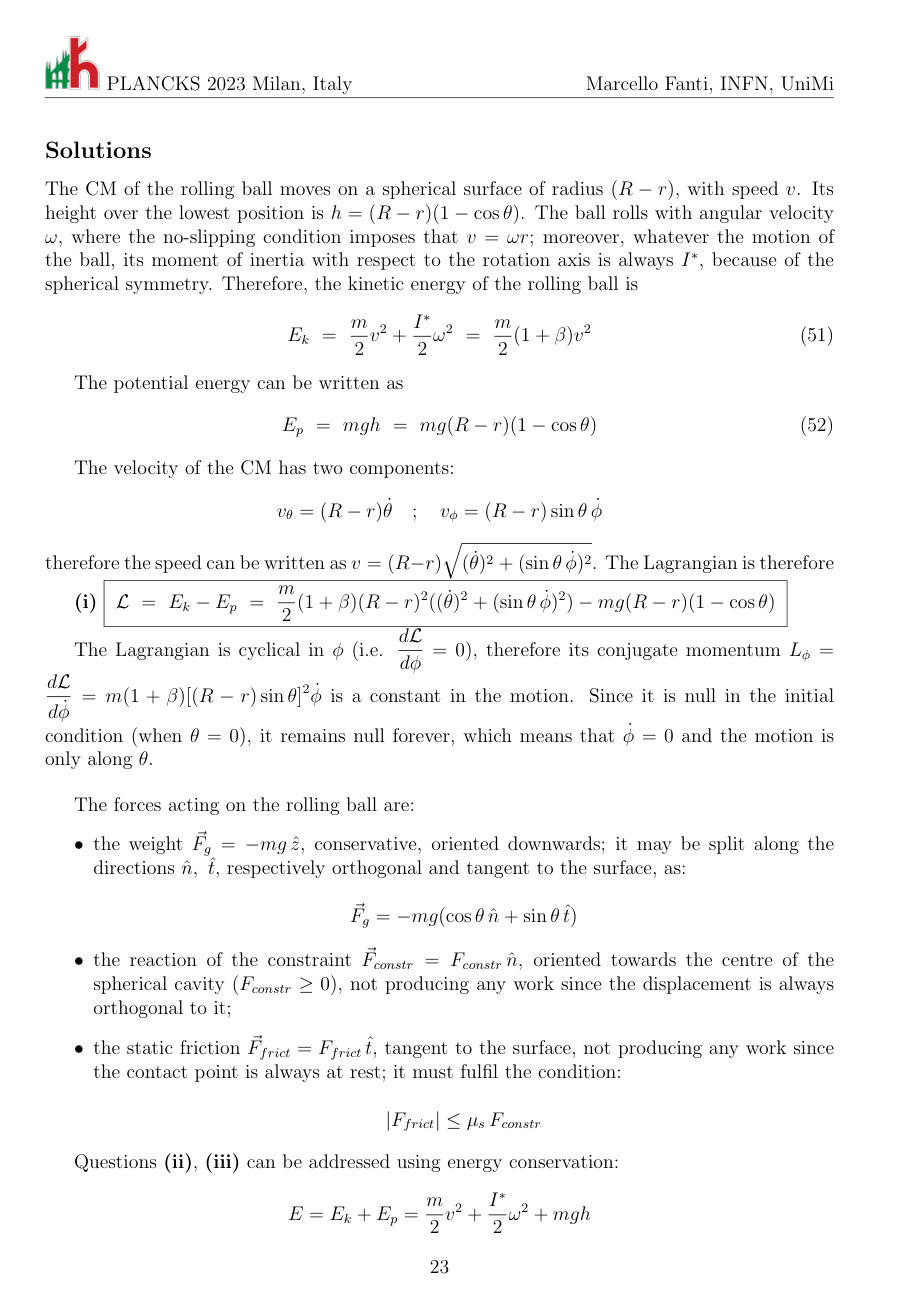 PLANCKS 2023 Milan, Italy Marcello Fanti, INFN, UniMi
Solutions
The CM of the rolling ball moves on a spherical surface of radius (R − r), with speed v. Its
height over the lowest position is h = (R − r)(1 − cos θ). The ball rolls with angular velocity
ω, where the no-slipping condition imposes that v = ωr; moreover, whatever the motion of
the ball, its moment of inertia with respect to the rotation axis is always I*, because of the
spherical symmetry. Therefore, the kinetic energy of the rolling ball is
E_k = m/2 v² + I*/2 ω² = m/2 (1 + β)v² (51)
The potential energy can be written as
E_p = mgh = mg(R − r)(1 − cos θ) (52)
The velocity of the CM has two components:
v_θ = (R − r)θ̇ ; v_ϕ = (R − r) sin θ ϕ̇
therefore the speed can be written as v = (R−r)√((θ̇)² + (sin θ ϕ̇)²). The Lagrangian is therefore
(i) ℒ = E_k − E_p = m/2 (1 + β)(R − r)²((θ̇)² + (sin θ ϕ̇)²) − mg(R − r)(1 − cos θ)
The Lagrangian is cyclical in ϕ (i.e. dℒ/dϕ = 0), therefore its conjugate momentum L_ϕ =
dℒ/dϕ̇ = m(1 + β)[(R − r) sin θ]²ϕ̇ is a constant in the motion. Since it is null in the initial
condition (when θ = 0), it remains null forever, which means that ϕ̇ = 0 and the motion is
only along θ.
The forces acting on the rolling ball are:
• the weight F⃗_g = −mg ẑ, conservative, oriented downwards; it may be split along the
directions n̂, t̂, respectively orthogonal and tangent to the surface, as:
F⃗_g = −mg(cos θ n̂ + sin θ t̂)
• the reaction of the constraint F⃗_constr = F_constr n̂, oriented towards the centre of the
spherical cavity (F_constr ≥ 0), not producing any work since the displacement is always
orthogonal to it;
• the static friction F⃗_frict = F_frict t̂, tangent to the surface, not producing any work since
the contact point is always at rest; it must fulfil the condition:
|F_frict| ≤ μ_s F_constr
Questions (ii), (iii) can be addressed using energy conservation:
E = E_k + E_p = m/2 v² + I*/2 ω² + mgh
23